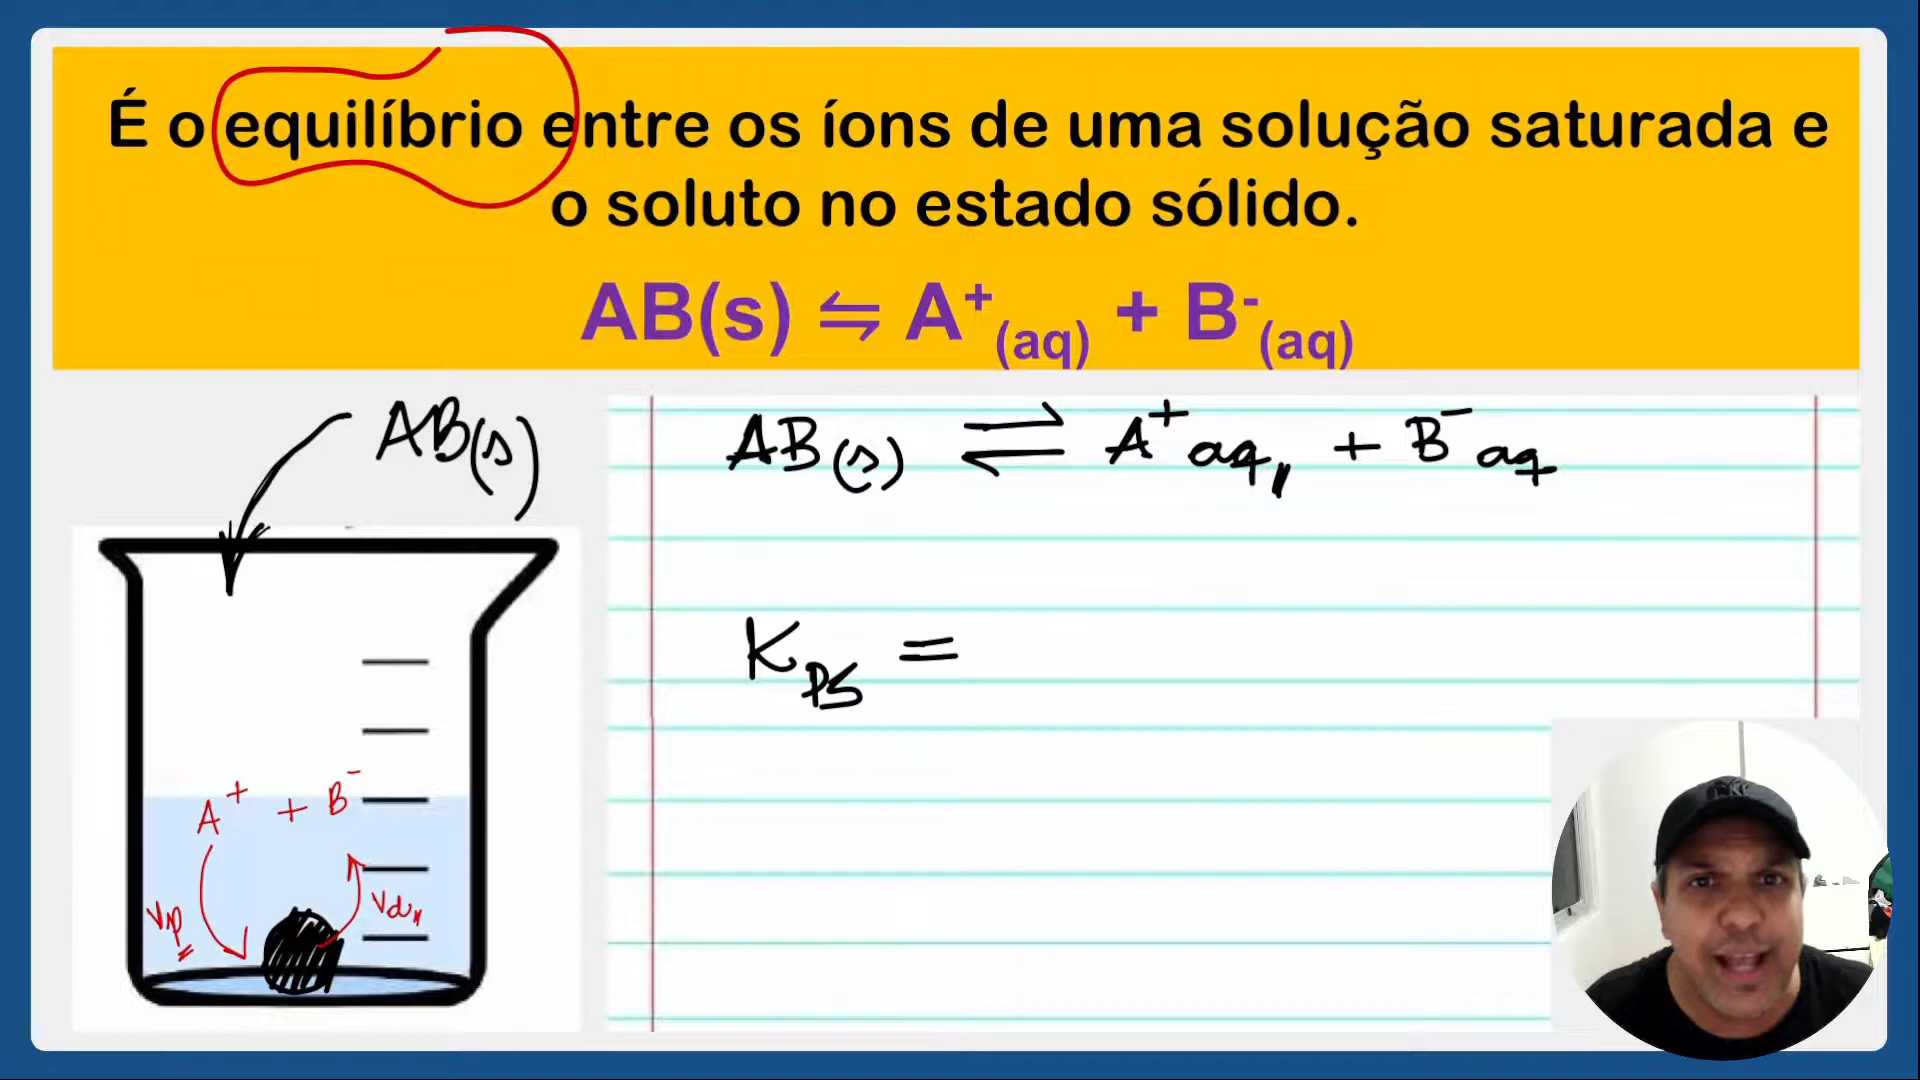 É o equilíbrio entre os íons de uma solução saturada e
o soluto no estado sólido.
AB(s) ⇋ A⁺(aq) + B⁻(aq)
AB(s)
AB(s) ⇌ A⁺aq + B⁻aq
KPS =
A⁺ + B⁻
Vp
Vd